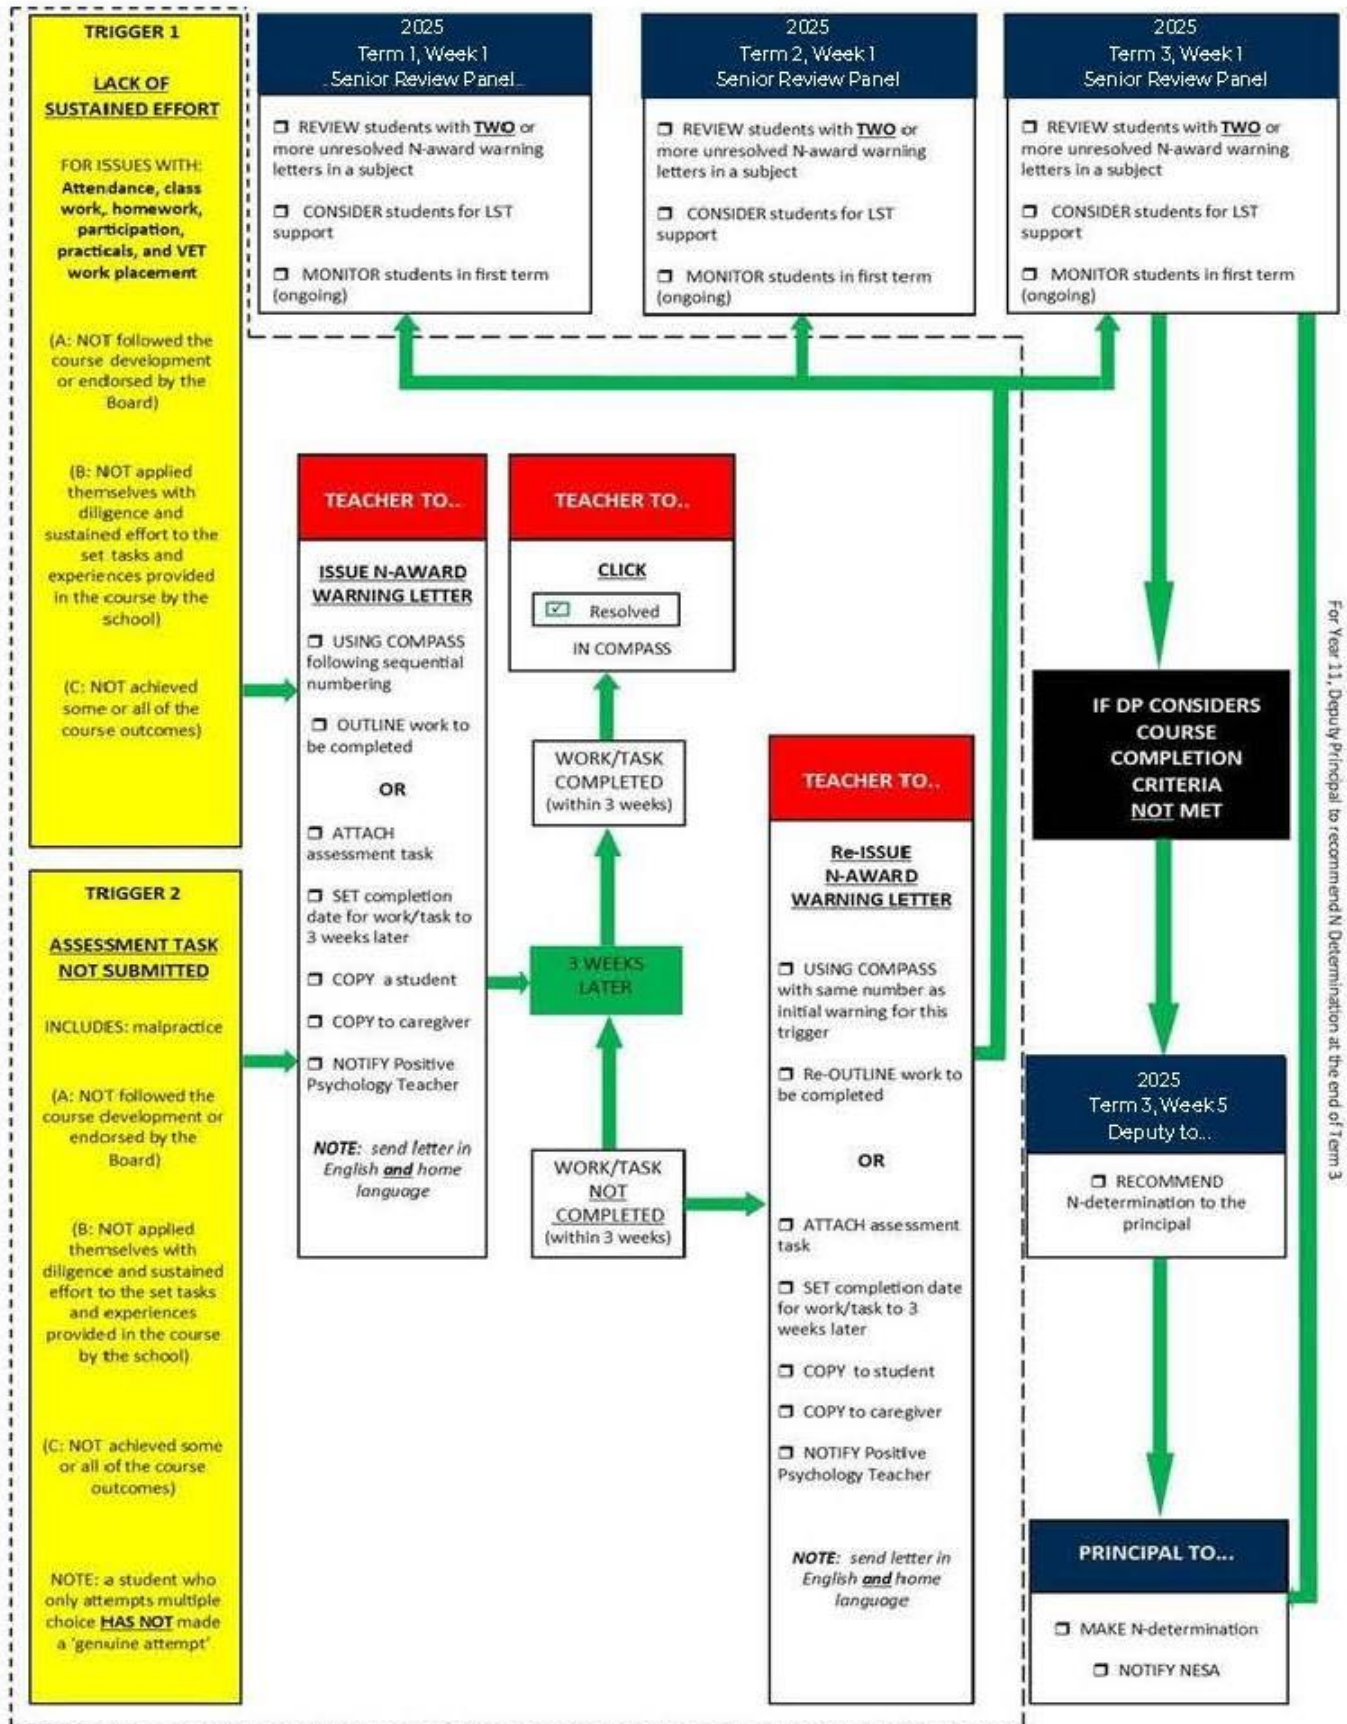 TRIGGER 1
LACK OF
SUSTAINED EFFORT
FOR ISSUES WITH:
Attendance, class
work, homework,
participation,
practicals, and VET
work placement
(A: NOT followed the
course development
or endorsed by the
Board)
(B: NOT applied
themselves with
diligence and
sustained effort to the
set tasks and
experiences provided
in the course by the
school)
(C: NOT achieved
some or all of the
course outcomes)
TRIGGER 2
ASSESSMENT TASK
NOT SUBMITTED
INCLUDES: malpractice
(A: NOT followed the
course development or
endorsed by the
Board)
(B: NOT applied
themselves with
diligence and sustained
effort to the set tasks
and experiences
provided in the course
by the school)
(C: NOT achieved some
or all of the course
outcomes)
NOTE: a student who
only attempts multiple
choice HAS NOT made
a 'genuine attempt'
2025
Term 1, Week 1
Senior Review Panel
REVIEW students with TWO or
more unresolved N-award warning
letters in a subject
CONSIDER students for LST
support
MONITOR students in first term
(ongoing)
2025
Term 2, Week 1
Senior Review Panel
REVIEW students with TWO or
more unresolved N-award warning
letters in a subject
CONSIDER students for LST
support
MONITOR students in first term
(ongoing)
2025
Term 3, Week 1
Senior Review Panel
REVIEW students with TWO or
more unresolved N-award warning
letters in a subject
CONSIDER students for LST
support
MONITOR students in first term
(ongoing)
TEACHER TO..
ISSUE N-AWARD
WARNING LETTER
USING COMPASS
following sequential
numbering
OUTLINE work to
be completed
OR
ATTACH
assessment task
SET completion
date for work/task to
3 weeks later
COPY a student
COPY to caregiver
NOTIFY Positive
Psychology Teacher
NOTE: send letter in
English and home
language
TEACHER TO..
CLICK
Resolved
IN COMPASS
WORK/TASK
COMPLETED
(within 3 weeks)
3 WEEKS
LATER
WORK/TASK
NOT
COMPLETED
(within 3 weeks)
TEACHER TO..
Re-ISSUE
N-AWARD
WARNING LETTER
USING COMPASS
with same number as
initial warning for this
trigger
Re-OUTLINE work to
be completed
OR
ATTACH assessment
task
SET completion date
for work/task to 3
weeks later
COPY to student
COPY to caregiver
NOTIFY Positive
Psychology Teacher
NOTE: send letter in
English and home
language
IF DP CONSIDERS
COURSE
COMPLETION
CRITERIA
NOT MET
2025
Term 3, Week 5
Deputy to...
RECOMMEND
N-determination to the
principal
PRINCIPAL TO...
MAKE N-determination
NOTIFY NESA
For Year 11, Deputy Principal to recommend N Determination at the end of Term 3